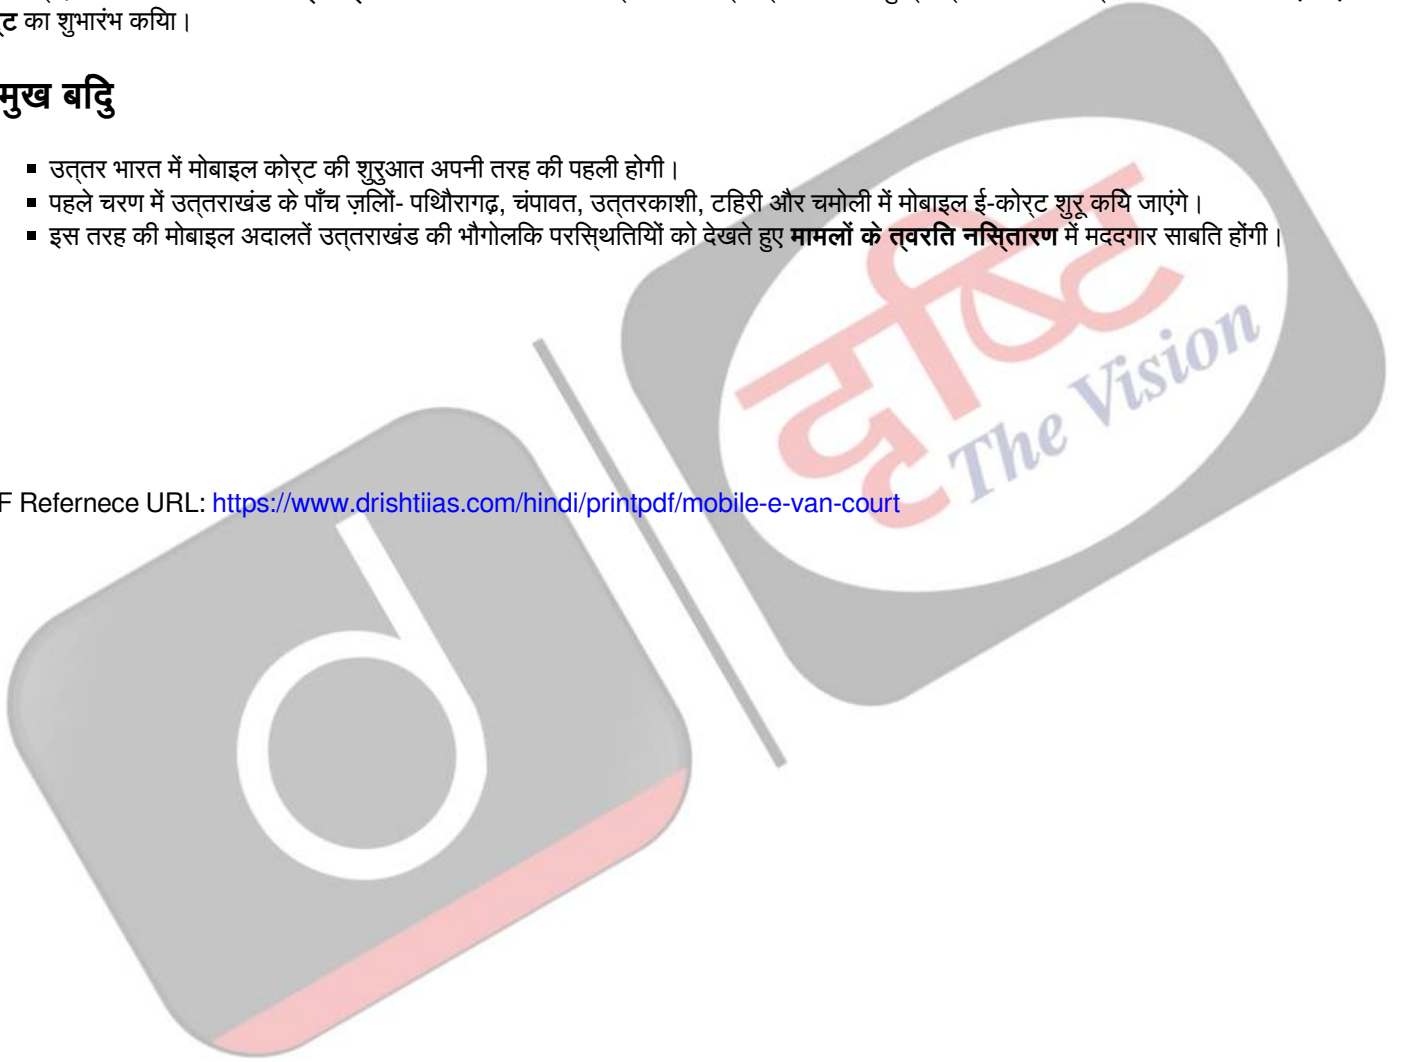 ्ट का शुभारंभ किया।
मुख बिंदु
उत्तर भारत में मोबाइल कोर्ट की शुरुआत अपनी तरह की पहली होगी।
पहले चरण में उत्तराखंड के पाँच ज़िलों- पिथौरागढ़, चंपावत, उत्तरकाशी, टिहरी और चमोली में मोबाइल ई-कोर्ट शुरू किये जाएंगे।
इस तरह की मोबाइल अदालतें उत्तराखंड की भौगोलिक परिस्थितियों को देखते हुए मामलों के त्वरित निस्तारण में मददगार साबित होंगी।
दृष्टि
The Vision
F Refernece URL: https://www.drishtiias.com/hindi/printpdf/mobile-e-van-court
d